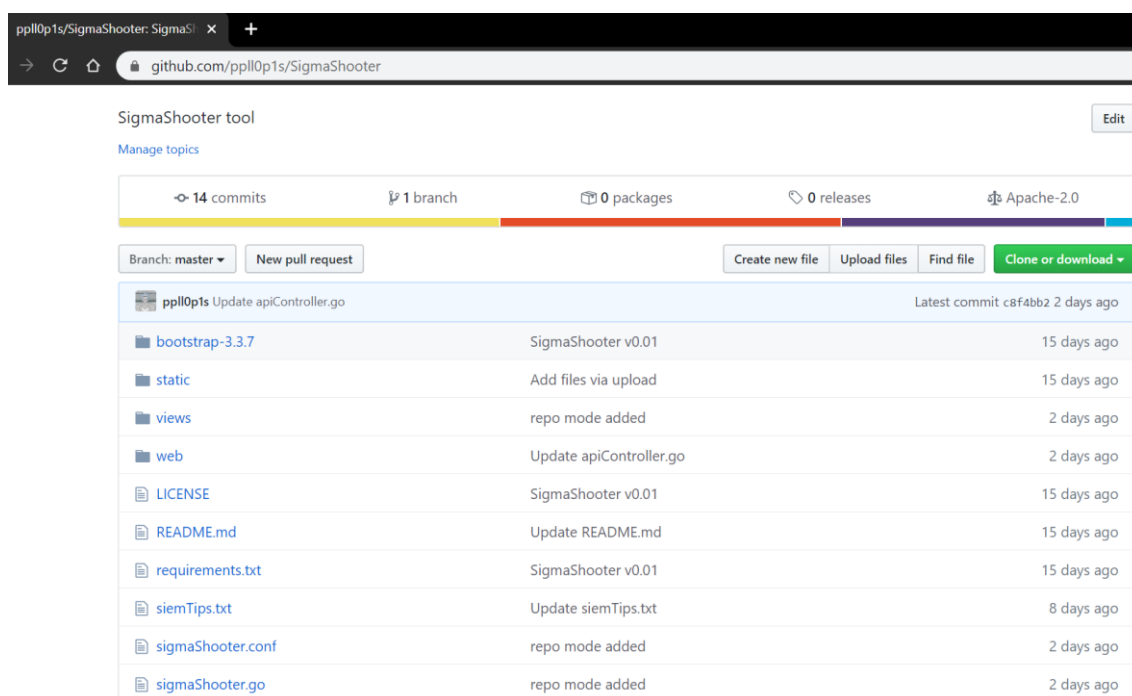 ppll0p1s/SigmaShooter: SigmaSh
github.com/ppll0p1s/SigmaShooter
SigmaShooter tool
Edit
Manage topics
14 commits 1 branch 0 packages 0 releases Apache-2.0
Branch: master New pull request Create new file Upload files Find file Clone or download
ppll0p1s Update apiController.go Latest commit c8f4bb2 2 days ago
bootstrap-3.3.7 SigmaShooter v0.01 15 days ago
static Add files via upload 15 days ago
views repo mode added 2 days ago
web Update apiController.go 2 days ago
LICENSE SigmaShooter v0.01 15 days ago
README.md Update README.md 15 days ago
requirements.txt SigmaShooter v0.01 15 days ago
siemTips.txt Update siemTips.txt 8 days ago
sigmaShooter.conf repo mode added 2 days ago
sigmaShooter.go repo mode added 2 days ago